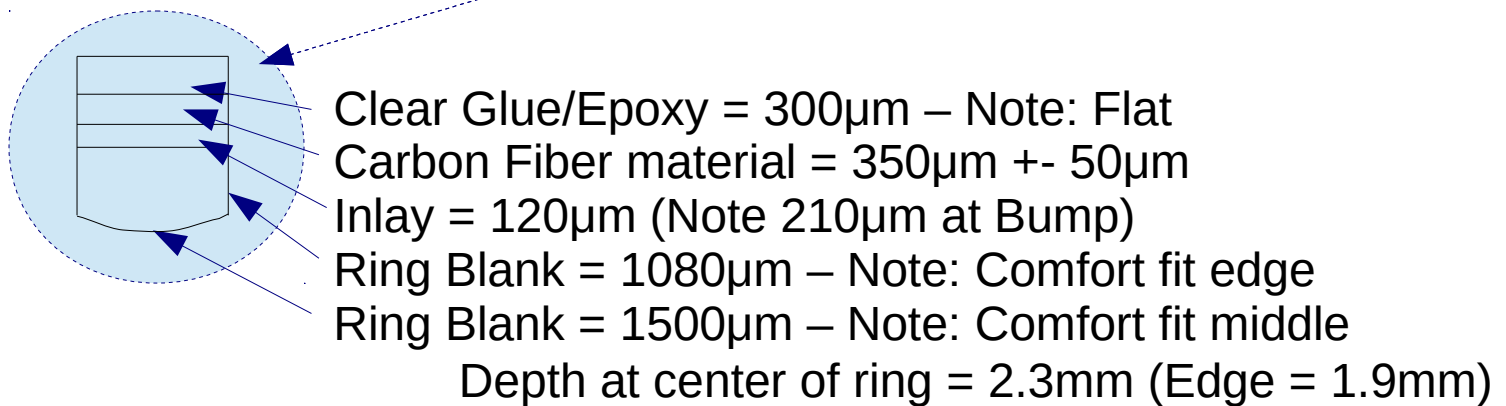 Clear Glue/Epoxy = 300μm – Note: Flat
Carbon Fiber material = 350μm +- 50μm
Inlay = 120μm (Note 210μm at Bump)
Ring Blank = 1080μm – Note: Comfort fit edge
Ring Blank = 1500μm – Note: Comfort fit middle
Depth at center of ring = 2.3mm (Edge = 1.9mm)